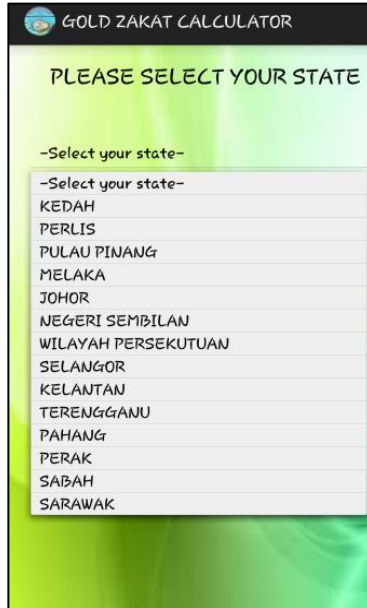 GOLD ZAKAT CALCULATOR
PLEASE SELECT YOUR STATE
-Select your state-
-Select your state-
KEDAH
PERLIS
PULAU PINANG
MELAKA
JOHOR
NEGERI SEMBILAN
WILAYAH PERSEKUTUAN
SELANGOR
KELANTAN
TERENGGANU
PAHANG
PERAK
SABAH
SARAWAK